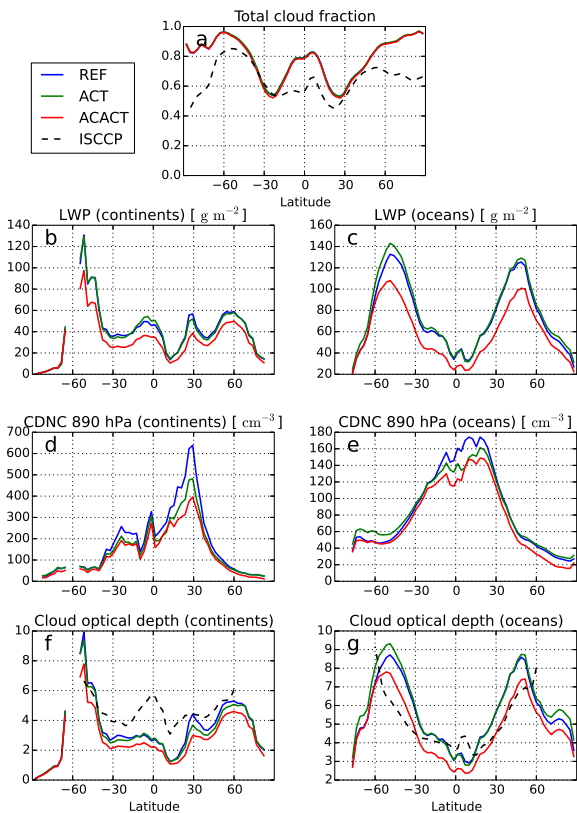 Total cloud fraction
a
1.0
0.8
0.6
0.4
0.2
0.0
−60 −30 0 30 60
Latitude
REF
ACT
ACACT
ISCCP
LWP (continents) [ g m−2 ]
b
140
120
100
80
60
40
20
0
−60 −30 0 30 60
LWP (oceans) [ g m−2 ]
c
160
140
120
100
80
60
40
20
−60 −30 0 30 60
CDNC 890 hPa (continents) [ cm−3 ]
d
700
600
500
400
300
200
100
0
−60 −30 0 30 60
CDNC 890 hPa (oceans) [ cm−3 ]
e
180
160
140
120
100
80
60
40
20
0
−60 −30 0 30 60
Cloud optical depth (continents)
f
10
8
6
4
2
0
−60 −30 0 30 60
Latitude
Cloud optical depth (oceans)
g
10
9
8
7
6
5
4
3
2
−60 −30 0 30 60
Latitude